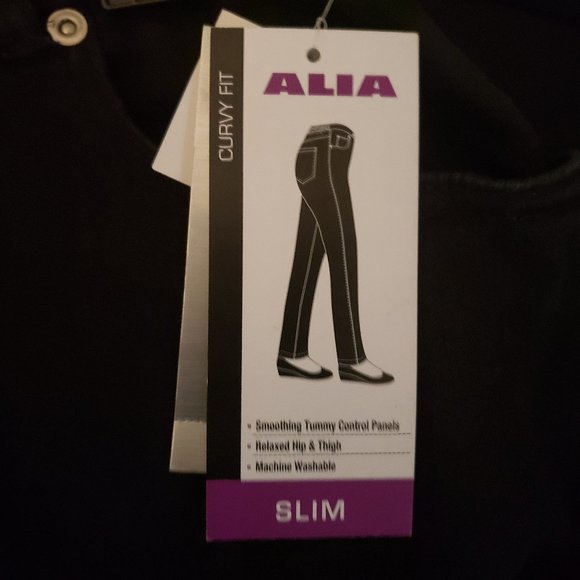 CURVY FIT
ALIA
Smoothing Tummy Control Panels
Relaxed Hip & Thigh
Machine Washable
SLIM